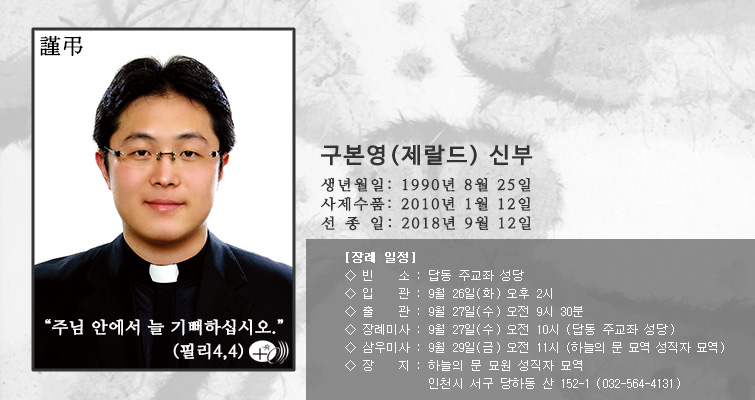 謹弔
구본영(제랄드) 신부
생년월일: 1990년 8월 25일
사제수품: 2010년 1월 12일
선 종 일: 2018년 9월 12일
“주님 안에서 늘 기뻐하십시오.”
(필리4,4)
[장례 일정]
◇ 빈 소 : 답동 주교좌 성당
◇ 입 관 : 9월 26일(화) 오후 2시
◇ 출 관 : 9월 27일(수) 오전 9시 30분
◇ 장례미사 : 9월 27일(수) 오전 10시 (답동 주교좌 성당)
◇ 삼우미사 : 9월 29일(금) 오전 11시 (하늘의 문 묘역 성직자 묘역)
◇ 장 지 : 하늘의 문 묘원 성직자 묘역
인천시 서구 당하동 산 152-1 (032-564-4131)